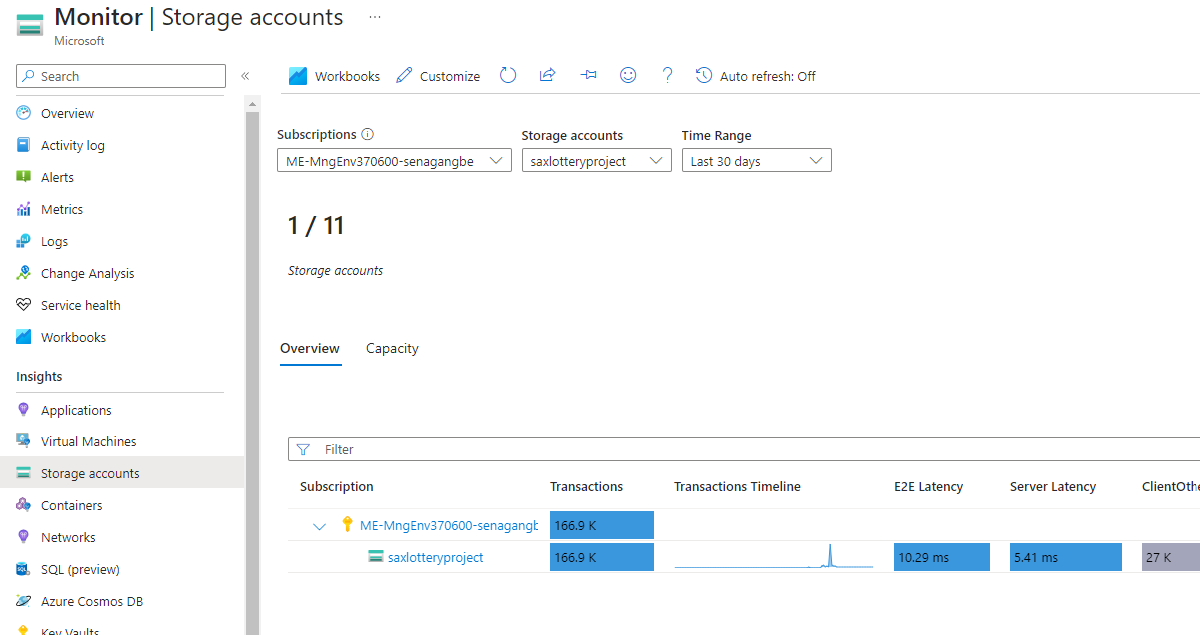 Monitor | Storage accounts ...
Microsoft
Search
«
Overview
Activity log
Alerts
Metrics
Logs
Change Analysis
Service health
Workbooks
Insights
Applications
Virtual Machines
Storage accounts
Containers
Networks
SQL (preview)
Azure Cosmos DB
Key Vaults
Workbooks Customize ? Auto refresh: Off
Subscriptions Storage accounts Time Range
ME-MngEnv370600-senagangbe saxlotteryproject Last 30 days
1 / 11
Storage accounts
Overview Capacity
Filter
Subscription Transactions Transactions Timeline E2E Latency Server Latency ClientOthe
ME-MngEnv370600-senagangb 166.9 K
saxlotteryproject 166.9 K 10.29 ms 5.41 ms 27 K